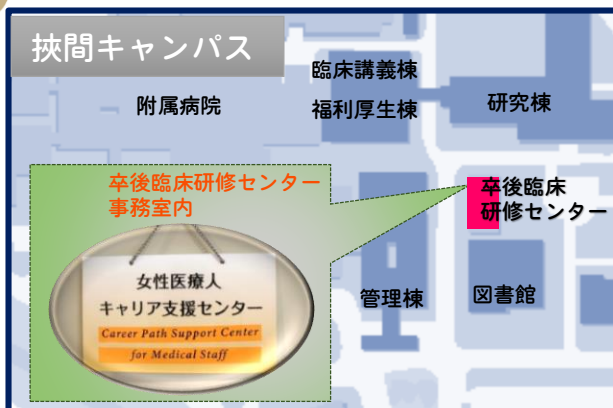 挾間キャンパス
臨床講義棟
附属病院
福利厚生棟
研究棟
卒後臨床研修センター
事務室内
卒後臨床
研修センター
女性医療人
キャリア支援センター
Career Path Support Center
for Medical Staff
管理棟
図書館